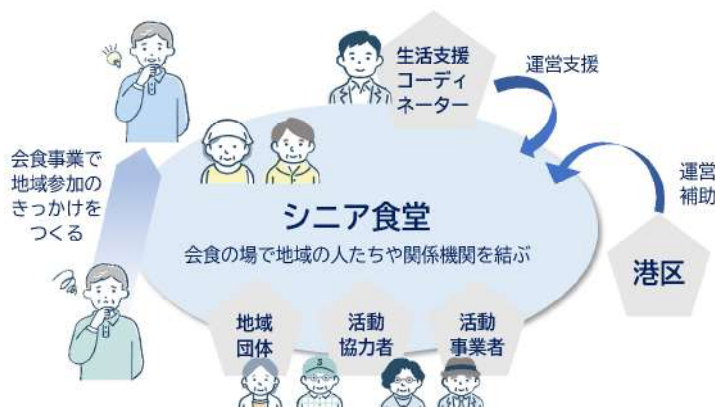 生活支援
コーディ
ネーター
運営支援
会食事業で
地域参加の
きっかけを
つくる
運営
補助
シニア食堂
会食の場で地域の人たちや関係機関を結ぶ
港区
地域
団体
活動
協力者
活動
事業者
S